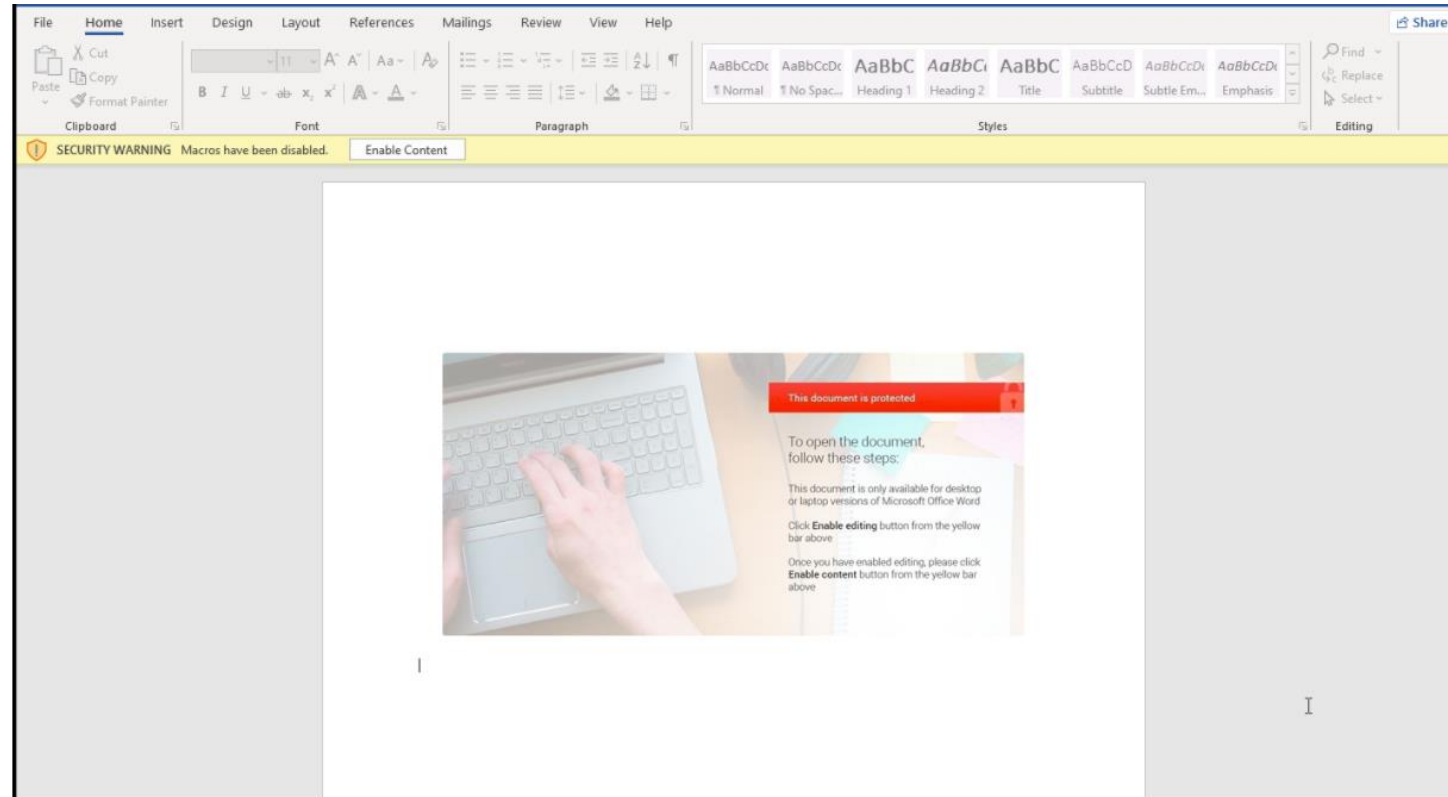 File Home Insert Design Layout References Mailings Review View Help Share
Cut
Copy
Paste
Format Painter
11 A^ A˅ Aa A
B I U ab x₂ x² A A
AaBbCcDc AaBbCcDc AaBbC AaBbCc AaBbC AaBbCcD AaBbCcDc AaBbCcDc
¶ Normal ¶ No Spac... Heading 1 Heading 2 Title Subtitle Subtle Em... Emphasis
Find
Replace
Select
Clipboard Font Paragraph Styles Editing
SECURITY WARNING Macros have been disabled. Enable Content
This document is protected
To open the document,
follow these steps:
This document is only available for desktop
or laptop versions of Microsoft Office Word
Click Enable editing button from the yellow
bar above
Once you have enabled editing, please click
Enable content button from the yellow bar
above